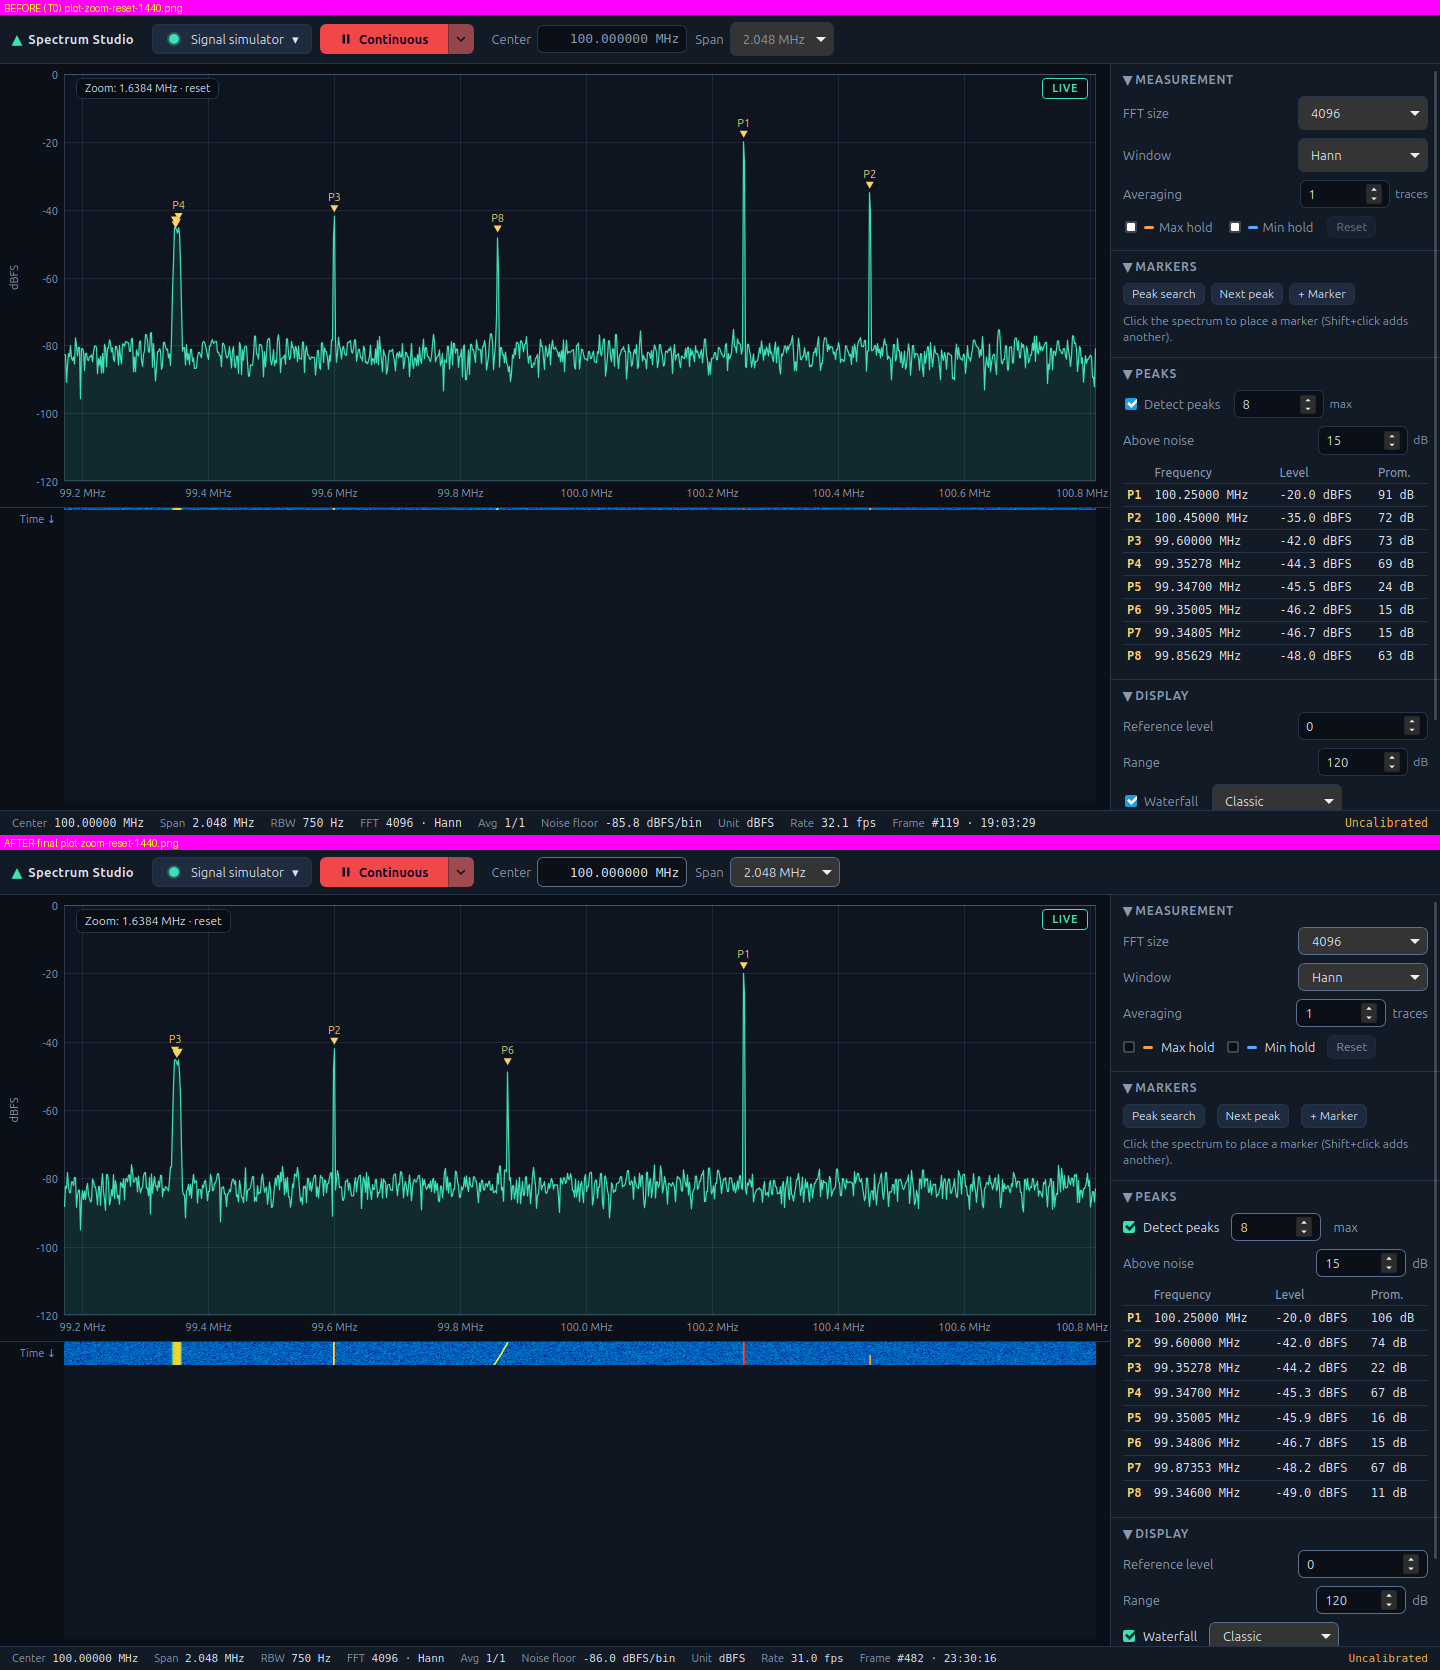 BEFORE (T0) plot-zoom-reset-1440.png
▲ Spectrum Studio Signal simulator ▾ Continuous Center 100.000000 MHz Span 2.048 MHz
Zoom: 1.6384 MHz · reset LIVE
0
-20
-40
-60
-80
-100
-120
dBFS
P4 P3 P8 P1 P2
99.2 MHz 99.4 MHz 99.6 MHz 99.8 MHz 100.0 MHz 100.2 MHz 100.4 MHz 100.6 MHz 100.8 MHz
Time ↓
▼ MEASUREMENT
FFT size 4096
Window Hann
Averaging 1 traces
Max hold Min hold Reset
▼ MARKERS
Peak search Next peak + Marker
Click the spectrum to place a marker (Shift+click adds
another).
▼ PEAKS
Detect peaks 8 max
Above noise 15 dB
Frequency Level Prom.
P1 100.25000 MHz -20.0 dBFS 91 dB
P2 100.45000 MHz -35.0 dBFS 72 dB
P3 99.60000 MHz -42.0 dBFS 73 dB
P4 99.35278 MHz -44.3 dBFS 69 dB
P5 99.34700 MHz -45.5 dBFS 24 dB
P6 99.35005 MHz -46.2 dBFS 15 dB
P7 99.34805 MHz -46.7 dBFS 15 dB
P8 99.85629 MHz -48.0 dBFS 63 dB
▼ DISPLAY
Reference level 0
Range 120 dB
Waterfall Classic
Center 100.00000 MHz Span 2.048 MHz RBW 750 Hz FFT 4096 · Hann Avg 1/1 Noise floor -85.8 dBFS/bin Unit dBFS Rate 32.1 fps Frame #119 · 19:03:29 Uncalibrated
AFTER-final plot-zoom-reset-1440.png
▲ Spectrum Studio Signal simulator ▾ Continuous Center 100.000000 MHz Span 2.048 MHz
Zoom: 1.6384 MHz · reset LIVE
0
-20
-40
-60
-80
-100
-120
dBFS
P3 P2 P6 P1
99.2 MHz 99.4 MHz 99.6 MHz 99.8 MHz 100.0 MHz 100.2 MHz 100.4 MHz 100.6 MHz 100.8 MHz
Time ↓
▼ MEASUREMENT
FFT size 4096
Window Hann
Averaging 1 traces
Max hold Min hold Reset
▼ MARKERS
Peak search Next peak + Marker
Click the spectrum to place a marker (Shift+click adds
another).
▼ PEAKS
Detect peaks 8 max
Above noise 15 dB
Frequency Level Prom.
P1 100.25000 MHz -20.0 dBFS 106 dB
P2 99.60000 MHz -42.0 dBFS 74 dB
P3 99.35278 MHz -44.2 dBFS 22 dB
P4 99.34700 MHz -45.3 dBFS 67 dB
P5 99.35005 MHz -45.9 dBFS 16 dB
P6 99.34806 MHz -46.7 dBFS 15 dB
P7 99.87353 MHz -48.2 dBFS 67 dB
P8 99.34600 MHz -49.0 dBFS 11 dB
▼ DISPLAY
Reference level 0
Range 120 dB
Waterfall Classic
Center 100.00000 MHz Span 2.048 MHz RBW 750 Hz FFT 4096 · Hann Avg 1/1 Noise floor -86.0 dBFS/bin Unit dBFS Rate 31.0 fps Frame #482 · 23:30:16 Uncalibrated